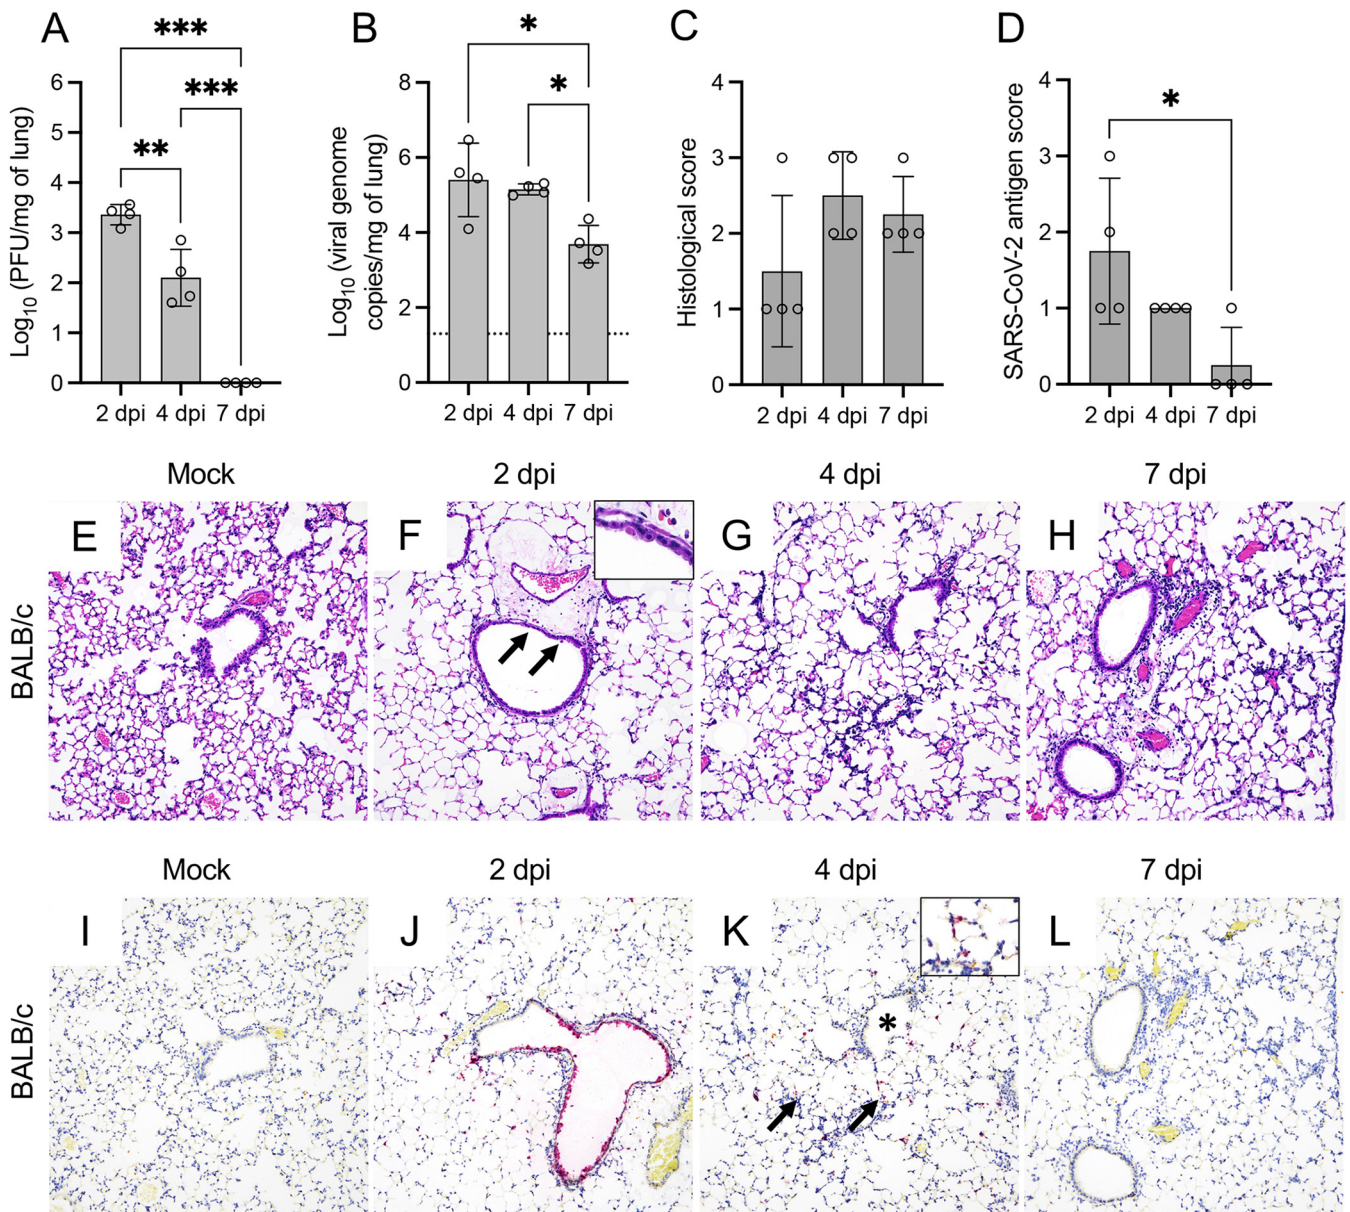 A
***
***
**
Log10 (PFU/mg of lung)
6
5
4
3
2
1
0
2 dpi 4 dpi 7 dpi
B
*
*
Log10 (viral genome
copies/mg of lung)
8
6
4
2
0
2 dpi 4 dpi 7 dpi
C
Histological score
4
3
2
1
0
2 dpi 4 dpi 7 dpi
D
*
SARS-CoV-2 antigen score
4
3
2
1
0
2 dpi 4 dpi 7 dpi
Mock 2 dpi 4 dpi 7 dpi
BALB/c
E F G H
Mock 2 dpi 4 dpi 7 dpi
BALB/c
I J K L
*